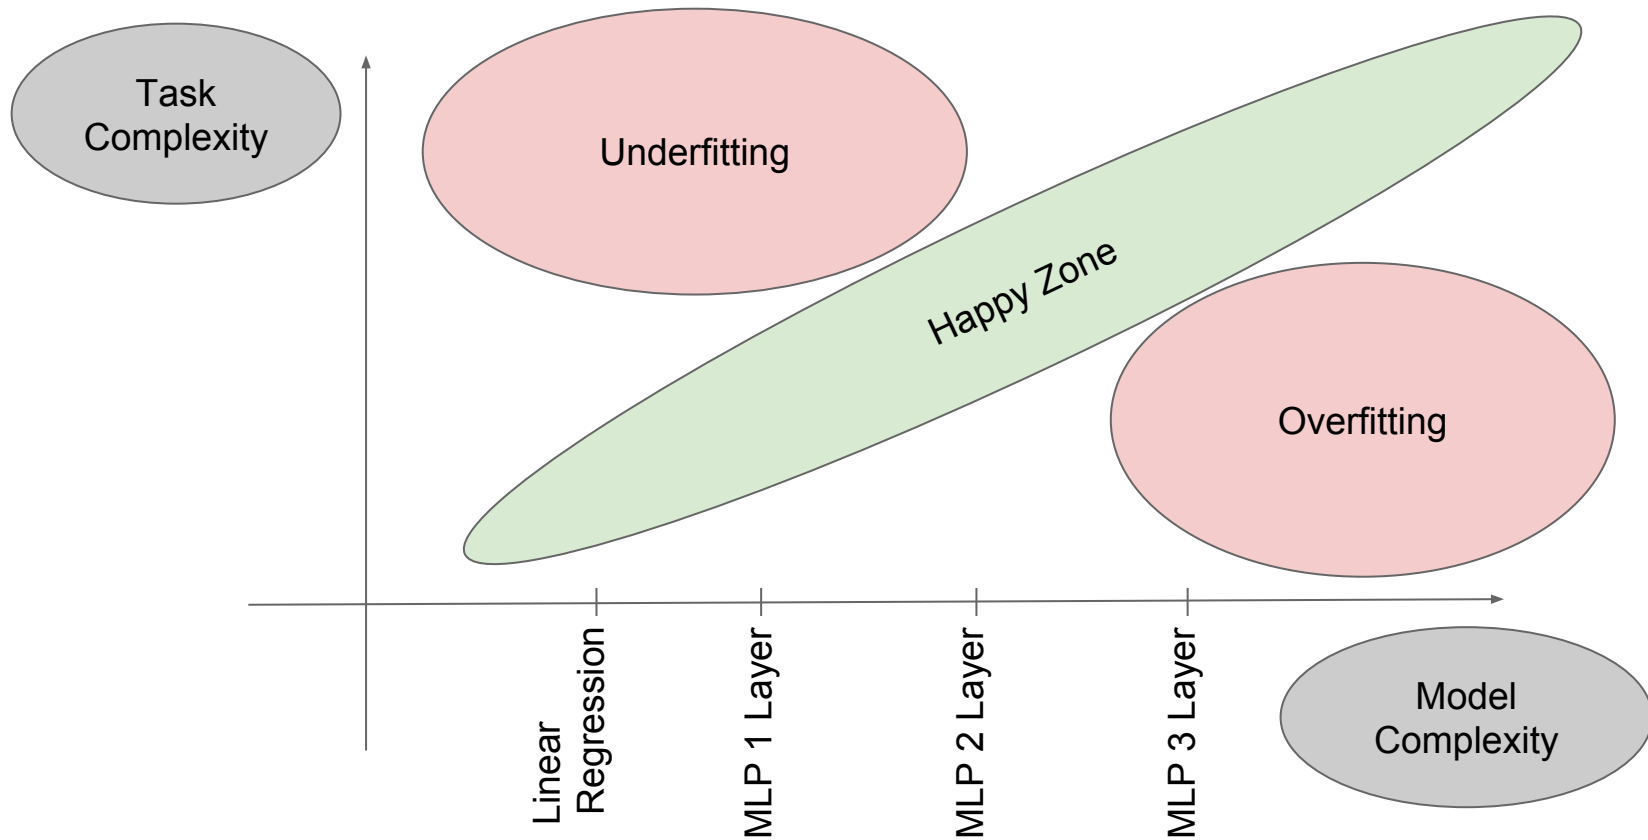 Task
Complexity
Underfitting
Happy Zone
Overfitting
Linear
Regression
MLP 1 Layer
MLP 2 Layer
MLP 3 Layer
Model
Complexity